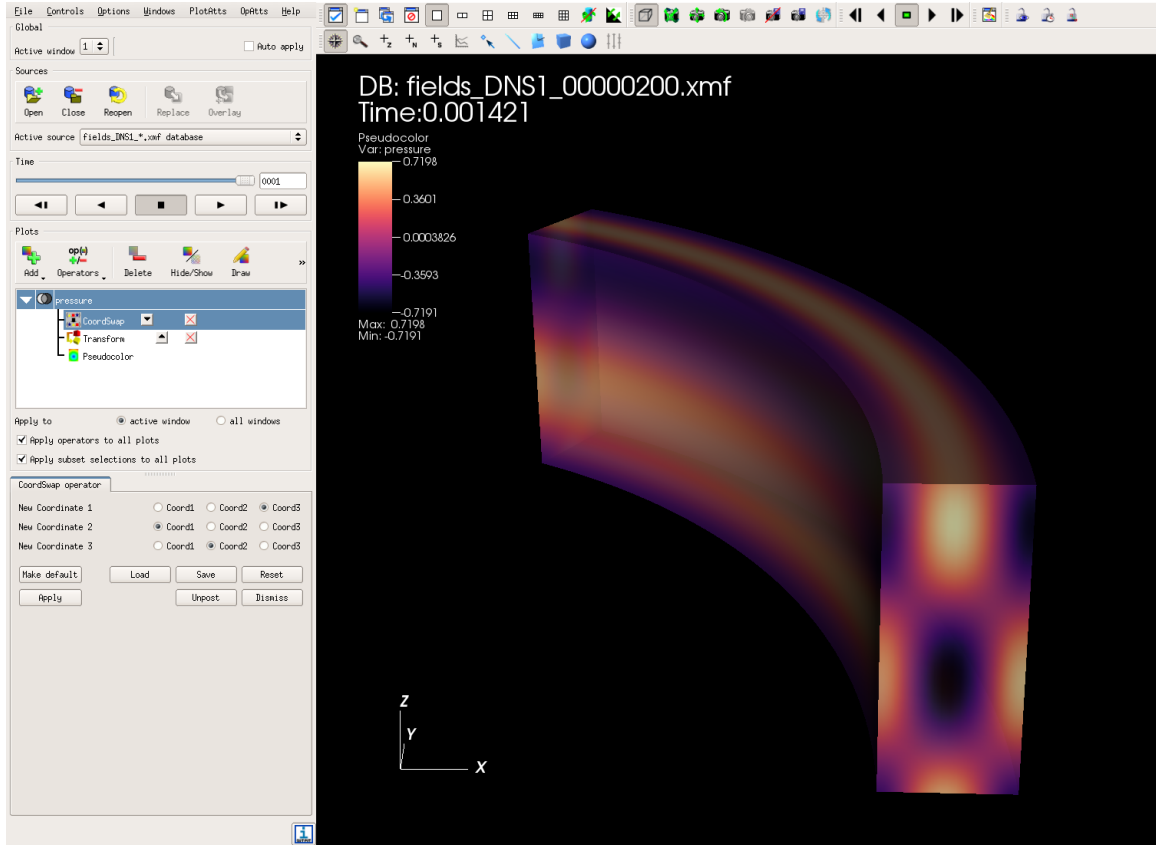 File Controls Options Windows PlotAtts OpAtts Help
Global
Active window 1
Auto apply
Sources
Open Close Reopen Replace Overlay
Active source fields_DNS1_*.xmf database
Time
0001
Plots
op(u) +/-
Add Operators Delete Hide/Show Draw »
pressure
CoordSwap
Transform
Pseudocolor
Apply to active window all windows
Apply operators to all plots
Apply subset selections to all plots
CoordSwap operator
New Coordinate 1 Coord1 Coord2 Coord3
New Coordinate 2 Coord1 Coord2 Coord3
New Coordinate 3 Coord1 Coord2 Coord3
Make default Load Save Reset
Apply Unpost Dismiss
+z +N +s
DB: fields_DNS1_00000200.xmf
Time:0.001421
Pseudocolor
Var: pressure
0.7198
0.3601
0.0003826
-0.3593
-0.7191
Max: 0.7198
Min: -0.7191
Z
Y
X